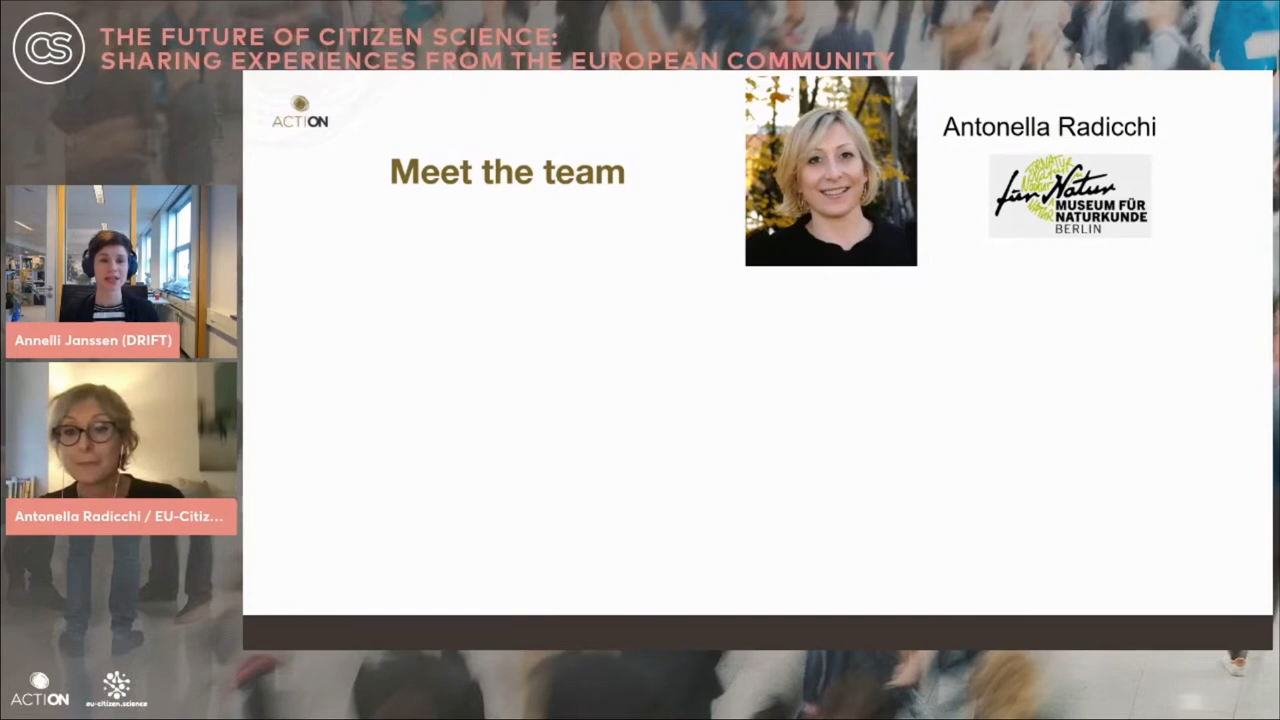 CS
THE FUTURE OF CITIZEN SCIENCE:
SHARING EXPERIENCES FROM THE EUROPEAN COMMUNITY
ACTION
Meet the team
Antonella Radicchi
für Natur
MUSEUM FÜR
NATURKUNDE
BERLIN
Annelli Janssen (DRIFT)
Antonella Radicchi / EU-Citiz...
ACTION
eu-citizen.science